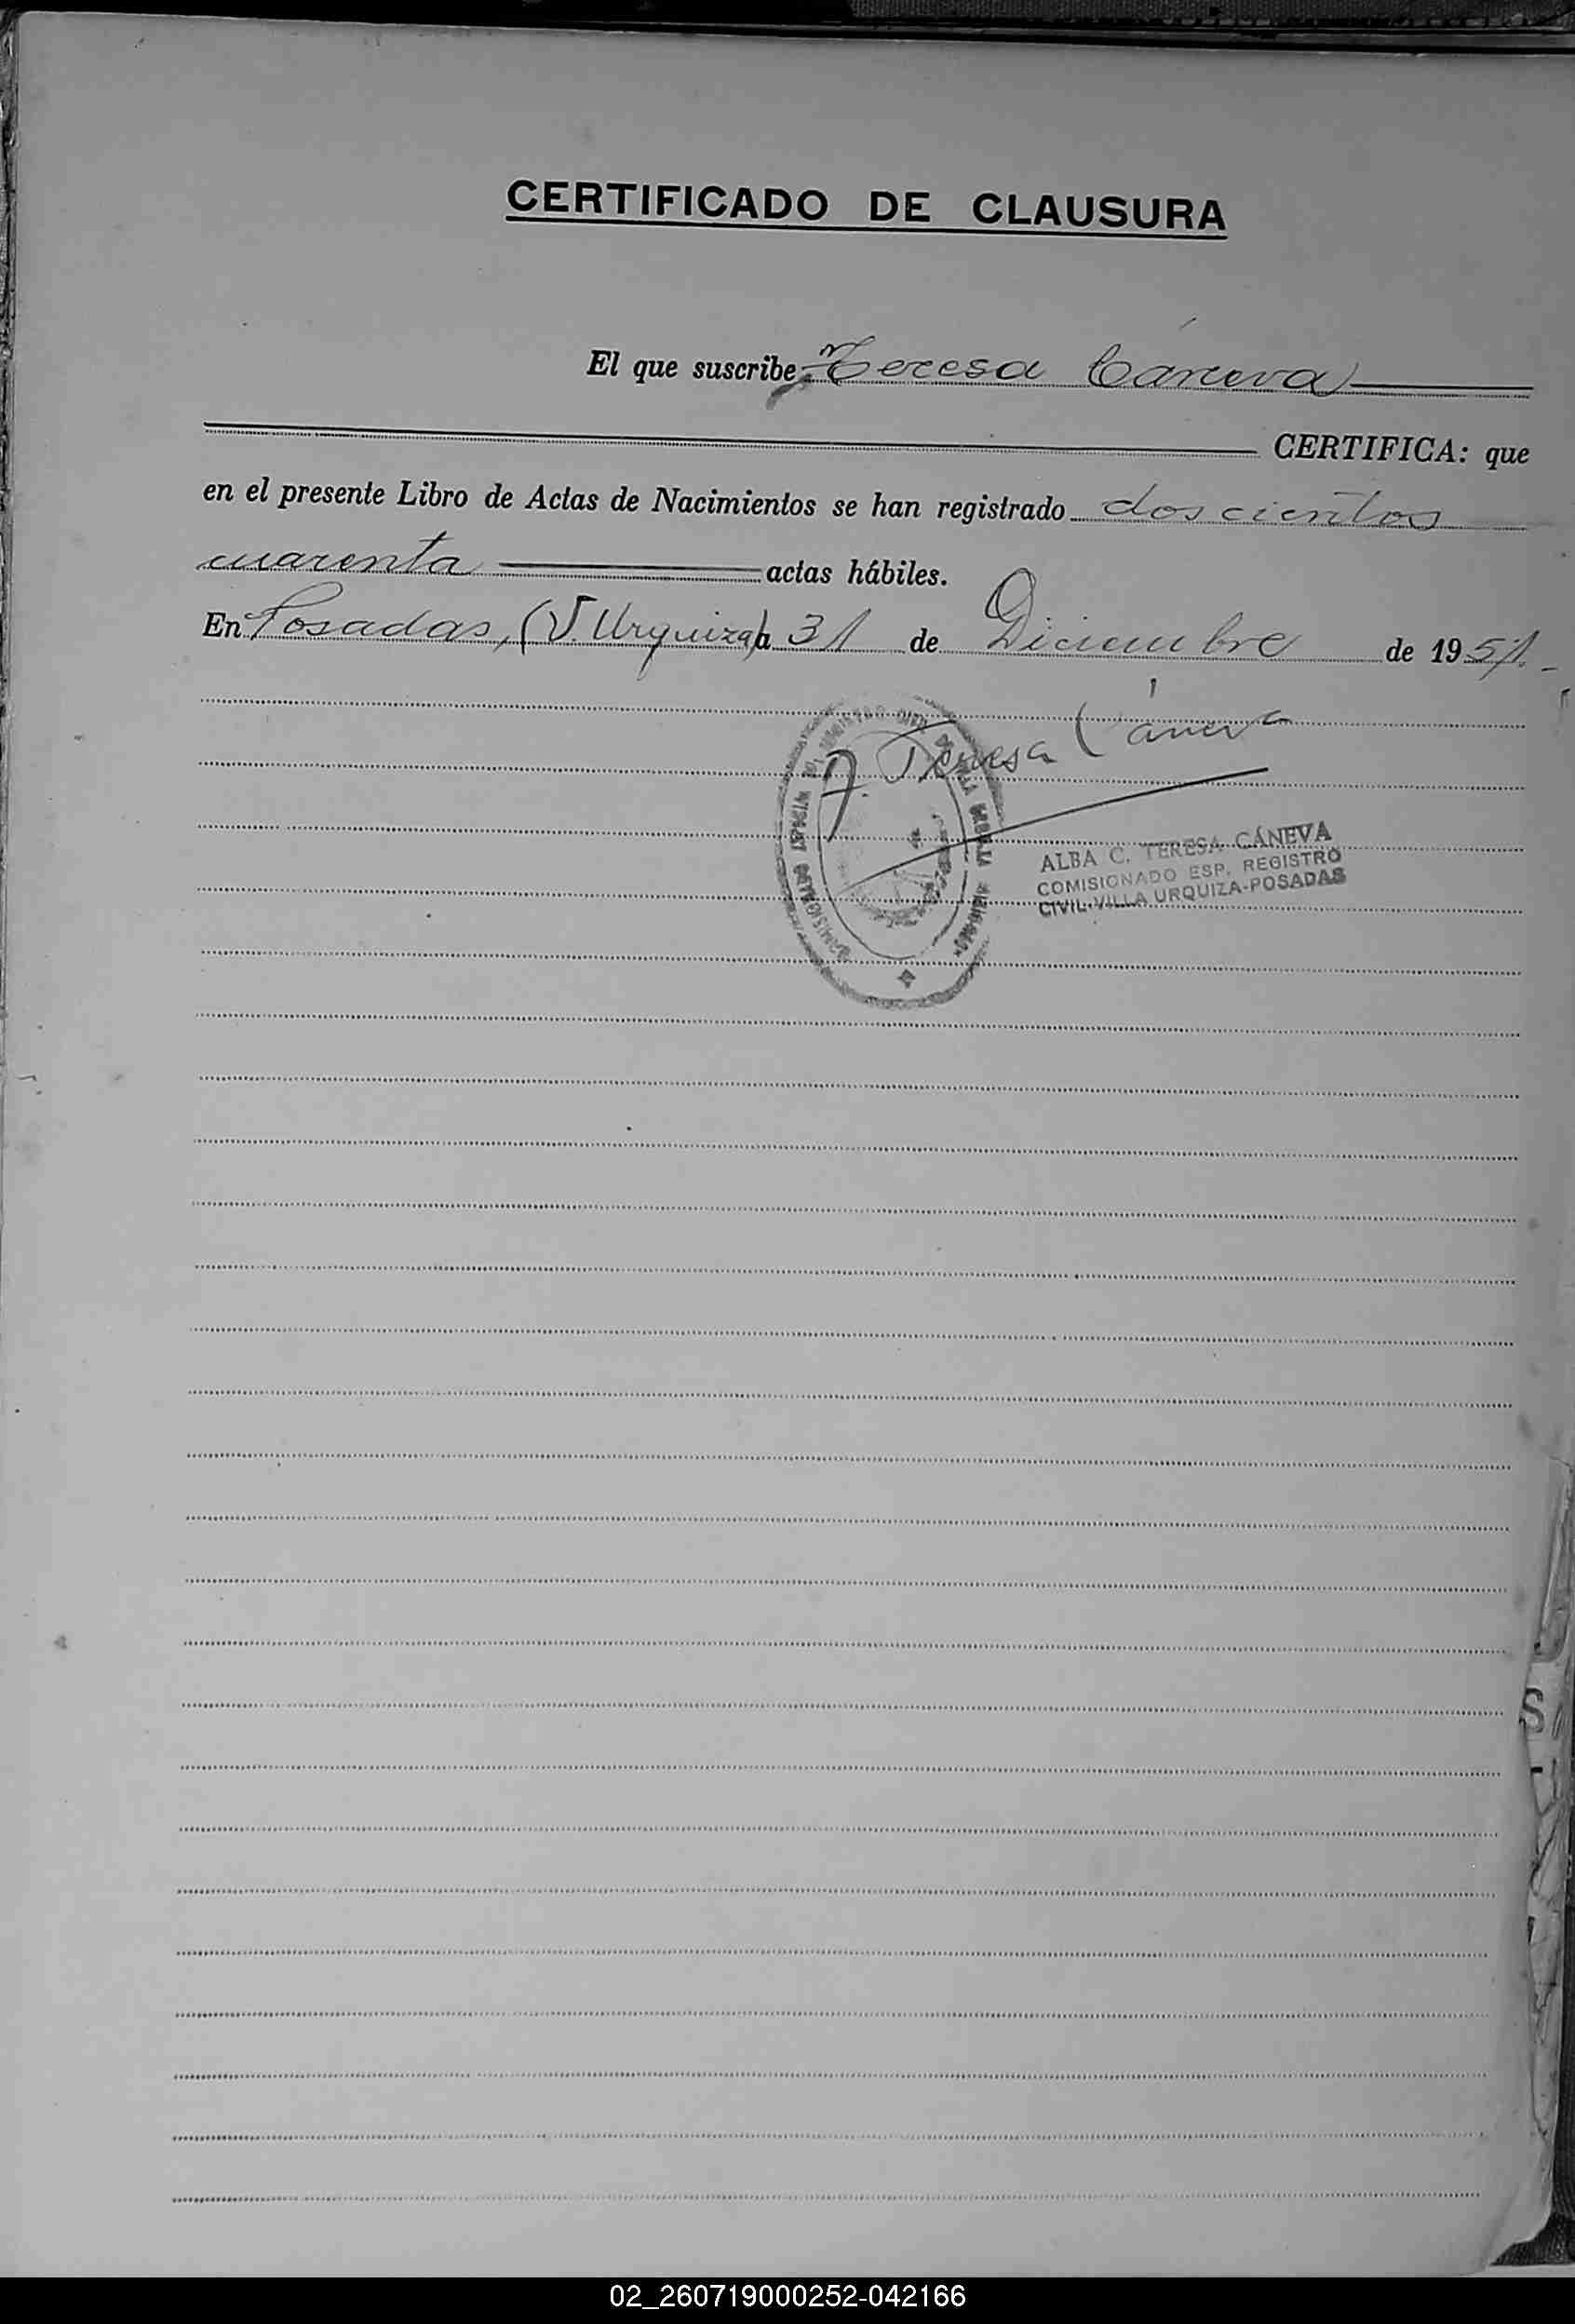 CERTIFICADO DE CLAUSURA
El que suscribe Teresa Cáneva
CERTIFICA: que
en el presente Libro de Actas de Nacimientos se han registrado doscientos
cuarenta actas hábiles.
En Posadas, (V. Urquiza) a 31 de Diciembre de 1951.-
Teresa Cáneva
ALBA C. TERESA CÁNEVA
COMISIONADO ESP. REGISTRO
CIVIL-VILLA URQUIZA-POSADAS
02_260719000252-042166